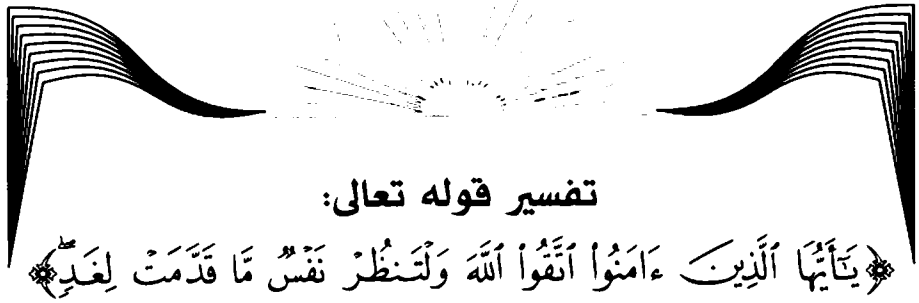 تفسير قوله تعالى:
﴿يَٰٓأَيُّهَا ٱلَّذِينَ ءَامَنُوا۟ ٱتَّقُوا۟ ٱللَّهَ وَلْتَنظُرْ نَفْسٌ مَّا قَدَّمَتْ لِغَدٍۖ﴾